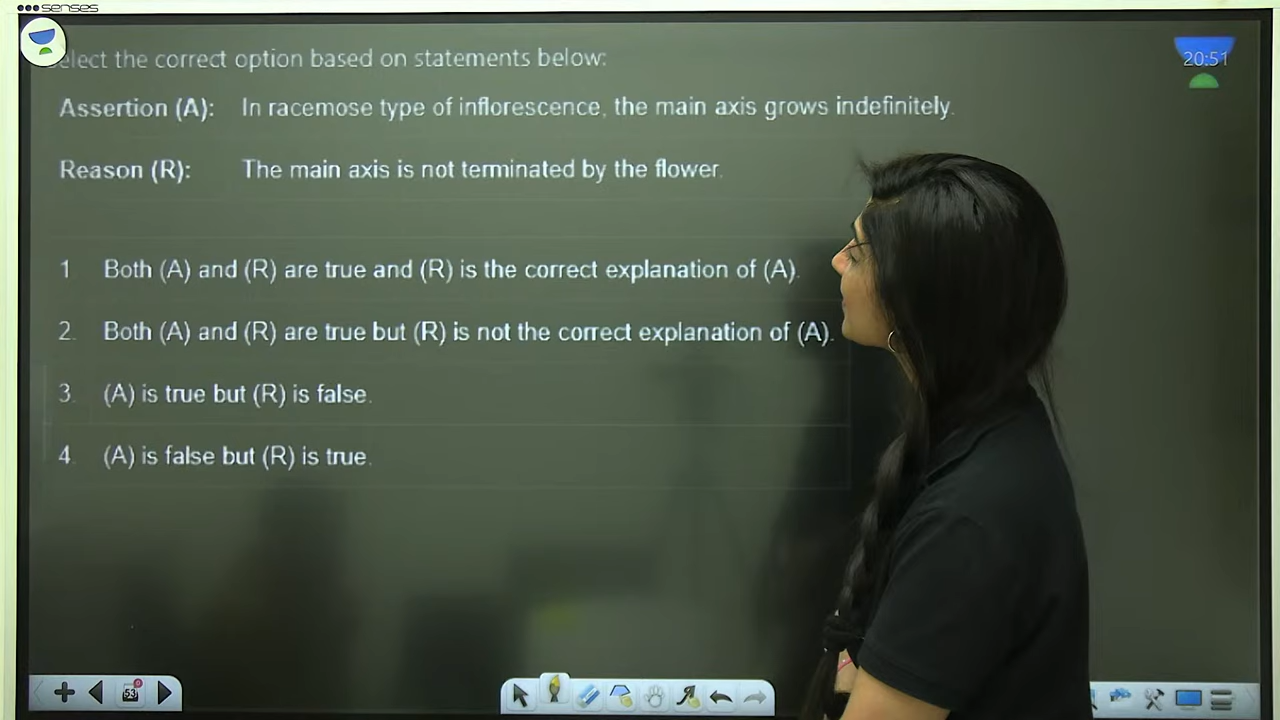 senses
elect the correct option based on statements below:
20:51
Assertion (A): In racemose type of inflorescence, the main axis grows indefinitely.
Reason (R): The main axis is not terminated by the flower.
1 Both (A) and (R) are true and (R) is the correct explanation of (A).
2. Both (A) and (R) are true but (R) is not the correct explanation of (A).
3. (A) is true but (R) is false.
4. (A) is false but (R) is true.
53